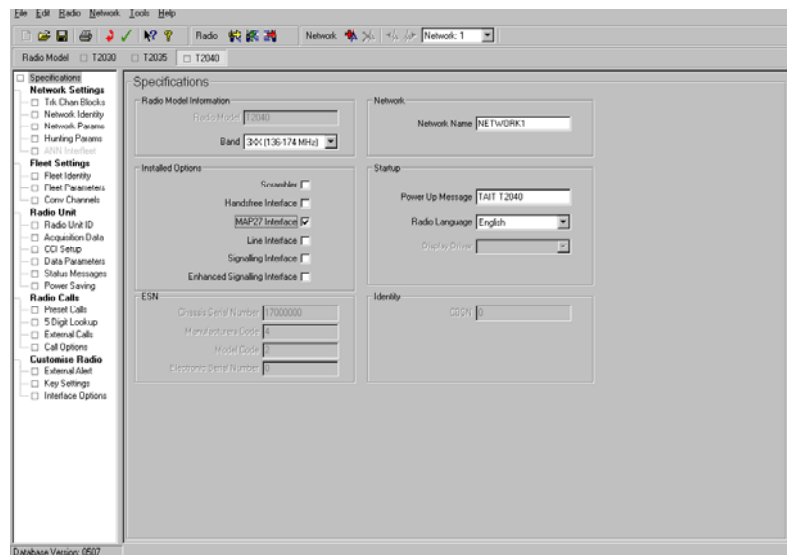 File Edit Radio Network Tools Help
Radio Network Network: 1
Radio Model T2030 T2035 T2040
Specifications
Network Settings
Trk Chan Blocks
Network Identity
Network Params
Hunting Params
ANN Interfleet
Fleet Settings
Fleet Identity
Fleet Parameters
Conv Channels
Radio Unit
Radio Unit ID
Acquisition Data
CCI Setup
Data Parameters
Status Messages
Power Saving
Radio Calls
Preset Calls
5 Digit Lookup
External Calls
Call Options
Customise Radio
External Alert
Key Settings
Interface Options
Specifications
Radio Model Information
Radio Model T2040
Band 3XX (136-174 MHz)
Network
Network Name NETWORK1
Installed Options
Scrambler
Handsfree Interface
MAP27 Interface
Line Interface
Signalling Interface
Enhanced Signalling Interface
Startup
Power Up Message TAIT T2040
Radio Language English
Display Driver
ESN
Chassis Serial Number 17000000
Manufacturers Code 4
Model Code 2
Electronic Serial Number 0
Identity
CDSN 0
Database Version: 0507